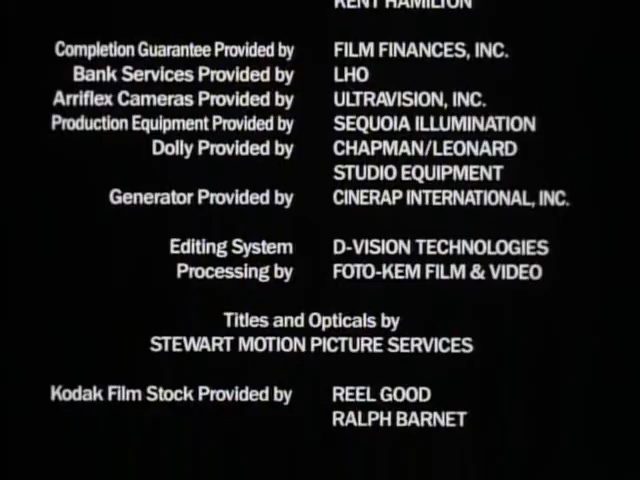 KENT HAMILTON
Completion Guarantee Provided by FILM FINANCES, INC.
Bank Services Provided by LHO
Arriflex Cameras Provided by ULTRAVISION, INC.
Production Equipment Provided by SEQUOIA ILLUMINATION
Dolly Provided by CHAPMAN/LEONARD
STUDIO EQUIPMENT
Generator Provided by CINERAP INTERNATIONAL, INC.
Editing System D-VISION TECHNOLOGIES
Processing by FOTO-KEM FILM & VIDEO
Titles and Opticals by
STEWART MOTION PICTURE SERVICES
Kodak Film Stock Provided by REEL GOOD
RALPH BARNET